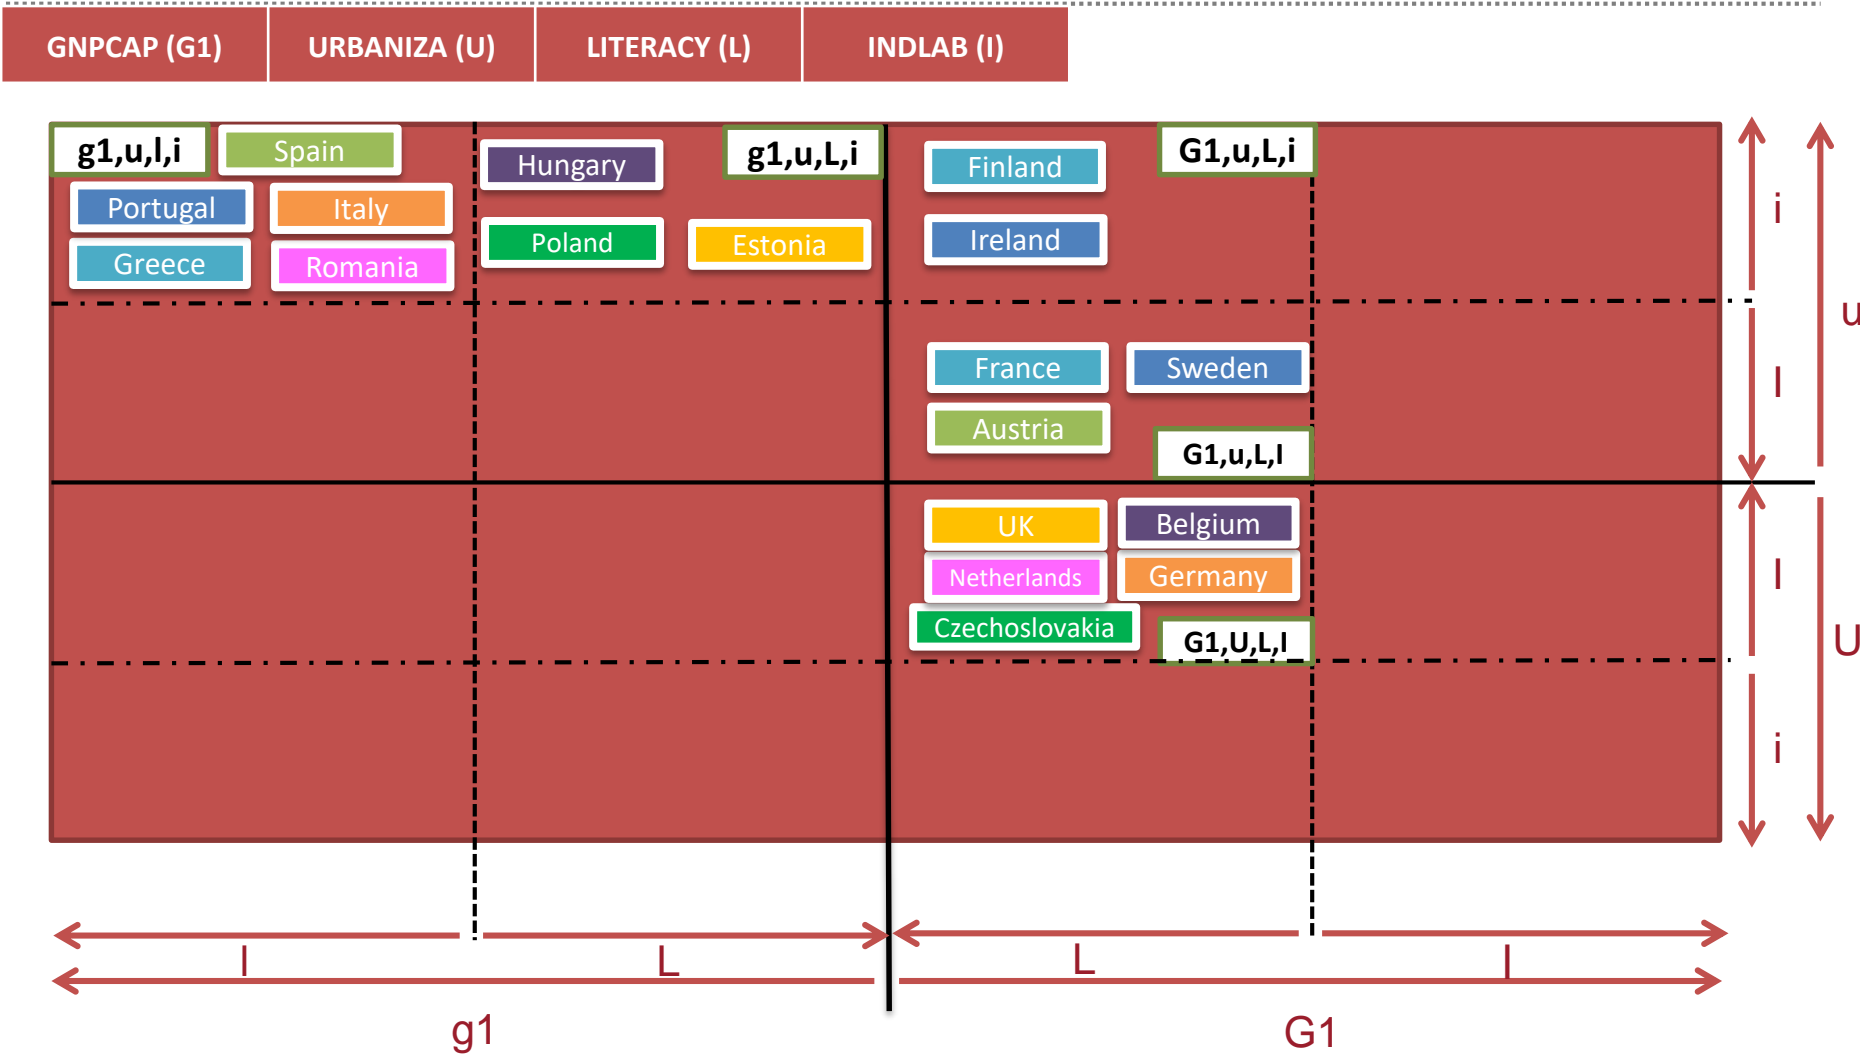 GNPCAP (G1) URBANIZA (U) LITERACY (L) INDLAB (I)
g1,u,l,i Spain
Portugal Italy
Greece Romania
Hungary g1,u,L,i
Poland Estonia
Finland G1,u,L,i
Ireland
France Sweden
Austria
G1,u,L,I
UK Belgium
Netherlands Germany
Czechoslovakia G1,U,L,I
i
u
I
I
U
i
l L L l
g1 G1